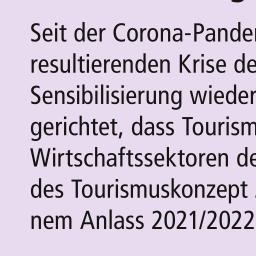 Seit der Corona-Pander
resultierenden Krise de
Sensibilisierung wieder
gerichtet, dass Tourism
Wirtschaftssektoren de
des Tourismuskonzept
nem Anlass 2021/2022